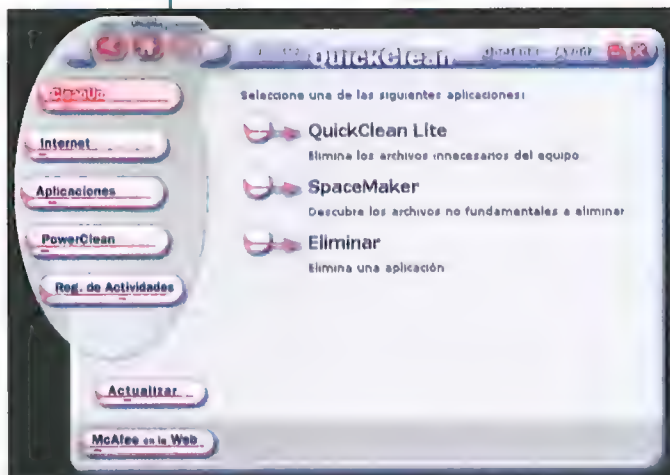 QuickClean
CleanUp
Seleccione una de las siguientes aplicaciones:
QuickClean Lite
Elimina los archivos innecesarios del equipo
SpaceMaker
Descubre los archivos no fundamentales a eliminar
Eliminar
Elimina una aplicación
Internet
Aplicaciones
PowerClean
Reg. de Actividades
Actualizar
McAfee en la Web